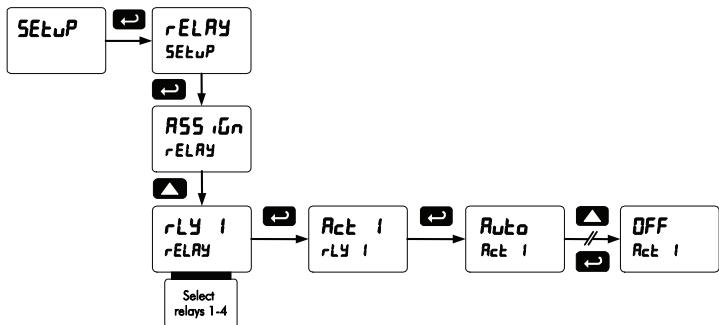 SEtuP
rELAY
SEtuP
ASSiGn
rELAY
rLY 1
rELAY
Act 1
rLY 1
Auto
Act 1
OFF
Act 1
Select
relays 1-4